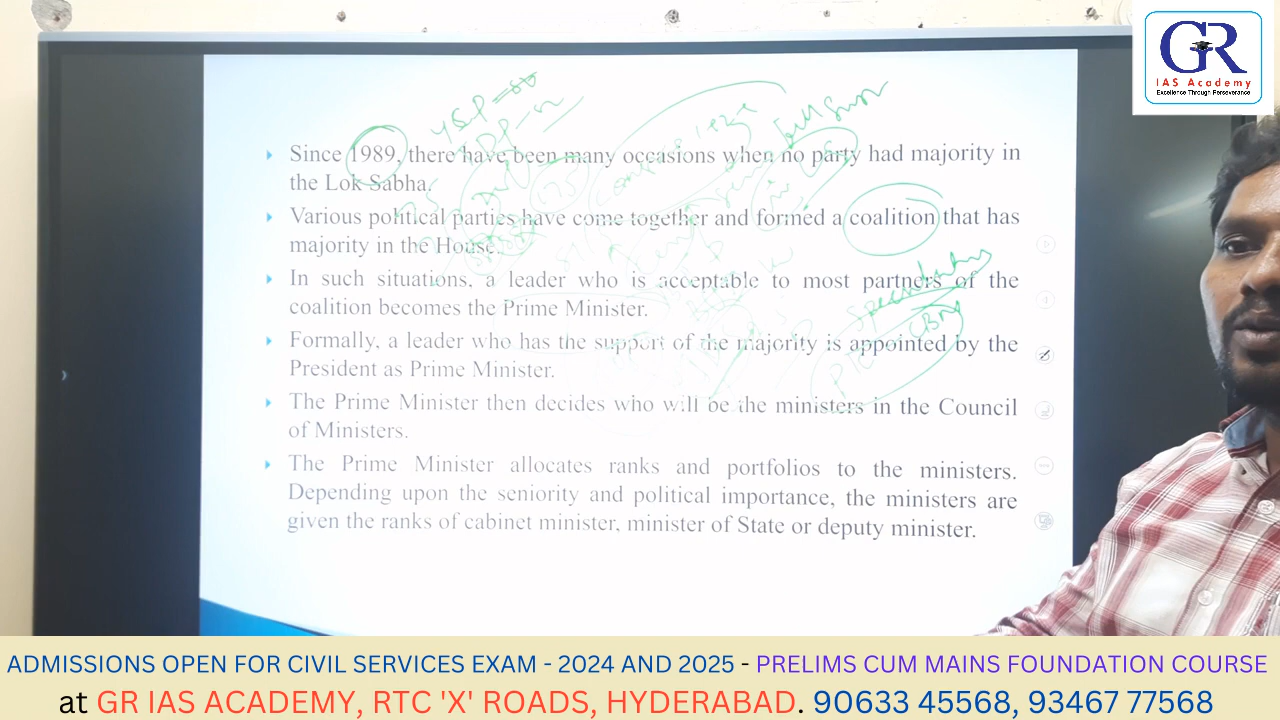 GR
IAS Academy
Excellence Through Perseverance
Since 1989, there have been many occasions when no party had majority in
the Lok Sabha.
Various political parties have come together and formed a coalition that has
majority in the House.
In such situations, a leader who is acceptable to most partners of the
coalition becomes the Prime Minister.
Formally, a leader who has the support of the majority is appointed by the
President as Prime Minister.
The Prime Minister then decides who will be the ministers in the Council
of Ministers.
The Prime Minister allocates ranks and portfolios to the ministers.
Depending upon the seniority and political importance, the ministers are
given the ranks of cabinet minister, minister of State or deputy minister.
ADMISSIONS OPEN FOR CIVIL SERVICES EXAM - 2024 AND 2025 - PRELIMS CUM MAINS FOUNDATION COURSE
at GR IAS ACADEMY, RTC 'X' ROADS, HYDERABAD. 90633 45568, 93467 77568